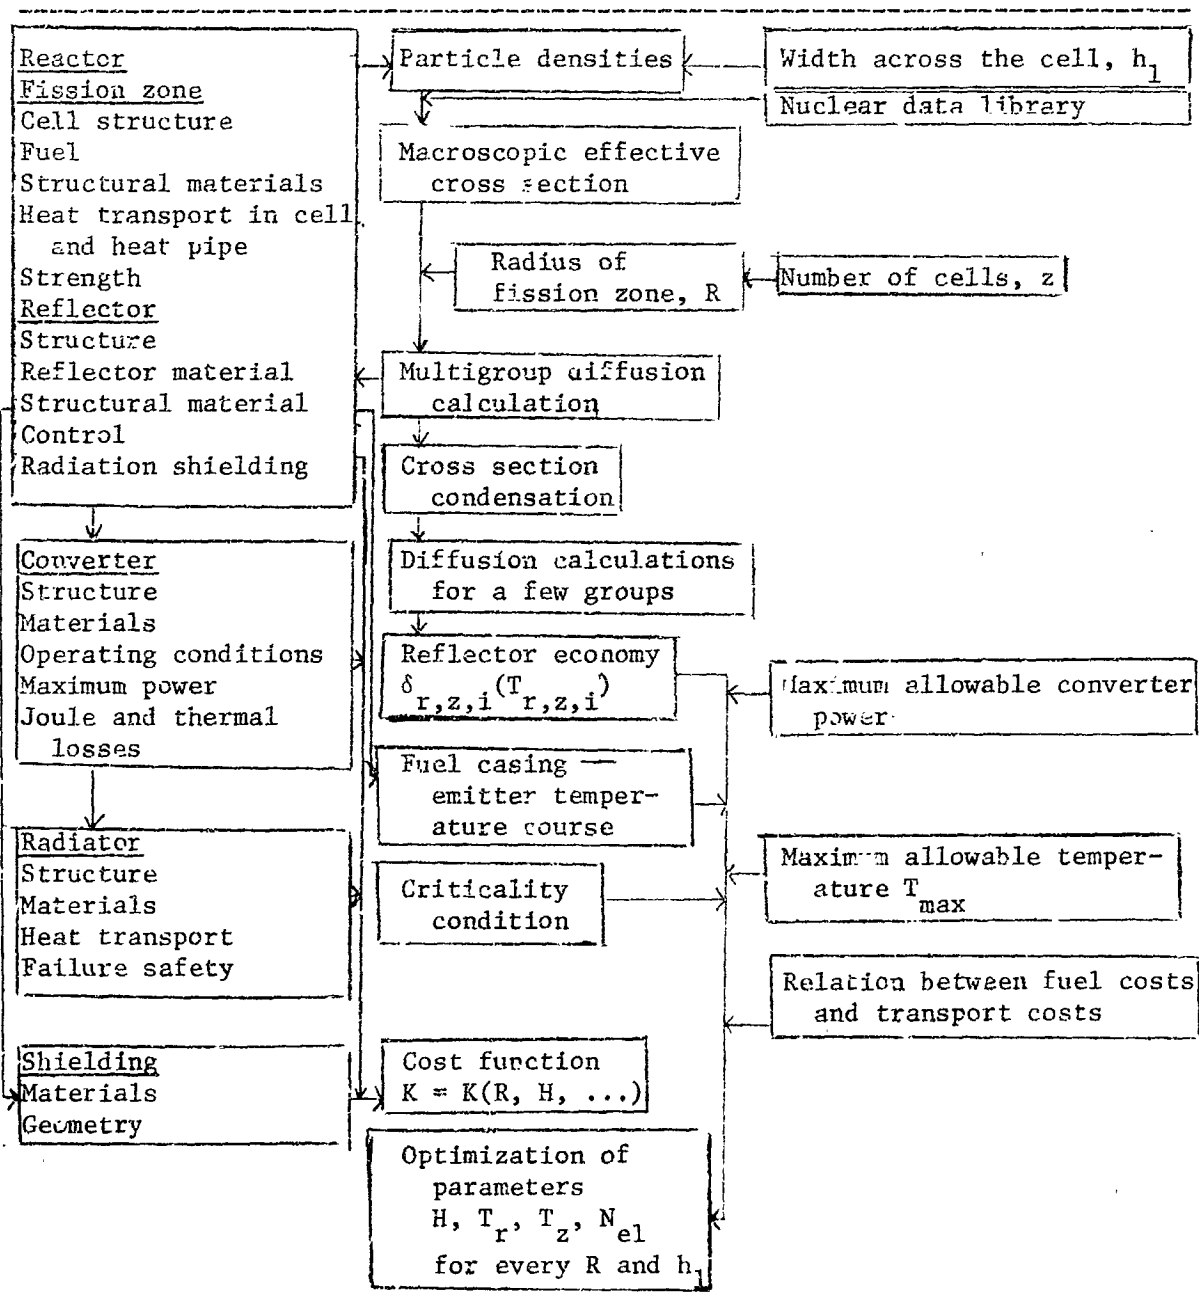 Reactor
Fission zone
Cell structure
Fuel
Structural materials
Heat transport in cell
and heat pipe
Strength
Reflector
Structure
Reflector material
Structural material
Control
Radiation shielding
Converter
Structure
Materials
Operating conditions
Maximum power
Joule and thermal
losses
Radiator
Structure
Materials
Heat transport
Failure safety
Shielding
Materials
Geometry
Particle densities
Macroscopic effective
cross section
Radius of
fission zone, R
Multigroup diffusion
calculation
Cross section
condensation
Diffusion calculations
for a few groups
Reflector economy
δr,z,i(Tr,z,i)
Fuel casing —
emitter temper-
ature course
Criticality
condition
Cost function
K = K(R, H, ...)
Optimization of
parameters
H, Tr, Tz, Nel
for every R and h1
Width across the cell, h1
Nuclear data library
Number of cells, z
Maximum allowable converter
power
Maximum allowable temper-
ature Tmax
Relation between fuel costs
and transport costs